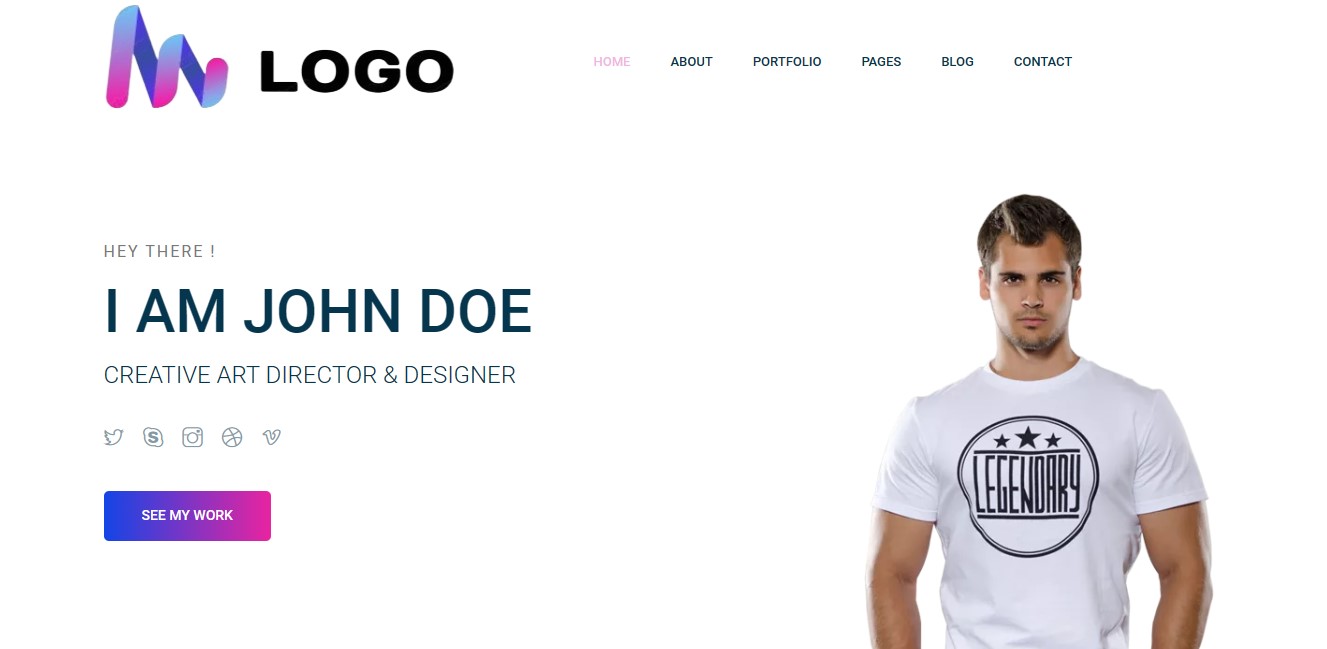 LOGO
HOME ABOUT PORTFOLIO PAGES BLOG CONTACT
HEY THERE !
I AM JOHN DOE
CREATIVE ART DIRECTOR & DESIGNER
SEE MY WORK
LEGENDARY